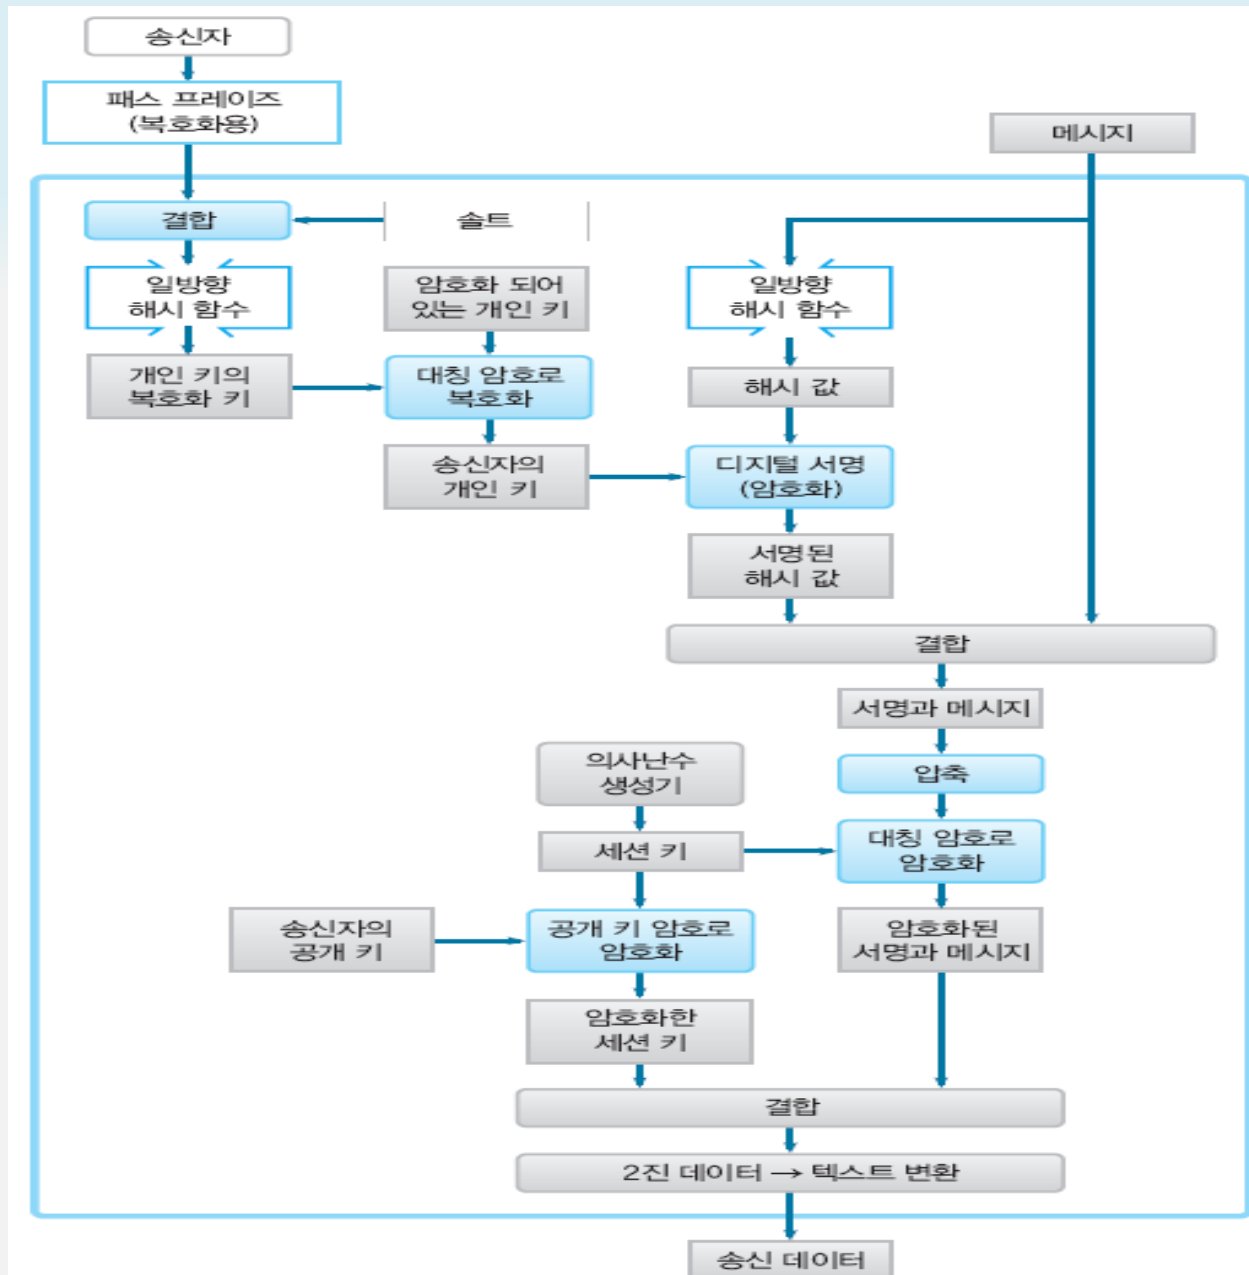 송신자
패스 프레이즈
(복호화용)
메시지
결합
솔트
일방향
해시 함수
암호화 되어
있는 개인 키
일방향
해시 함수
개인 키의
복호화 키
대칭 암호로
복호화
해시 값
송신자의
개인 키
디지털 서명
(암호화)
서명된
해시 값
결합
서명과 메시지
의사난수
생성기
압축
세션 키
대칭 암호로
암호화
송신자의
공개 키
공개 키 암호로
암호화
암호화된
서명과 메시지
암호화한
세션 키
결합
2진 데이터 → 텍스트 변환
송신 데이터